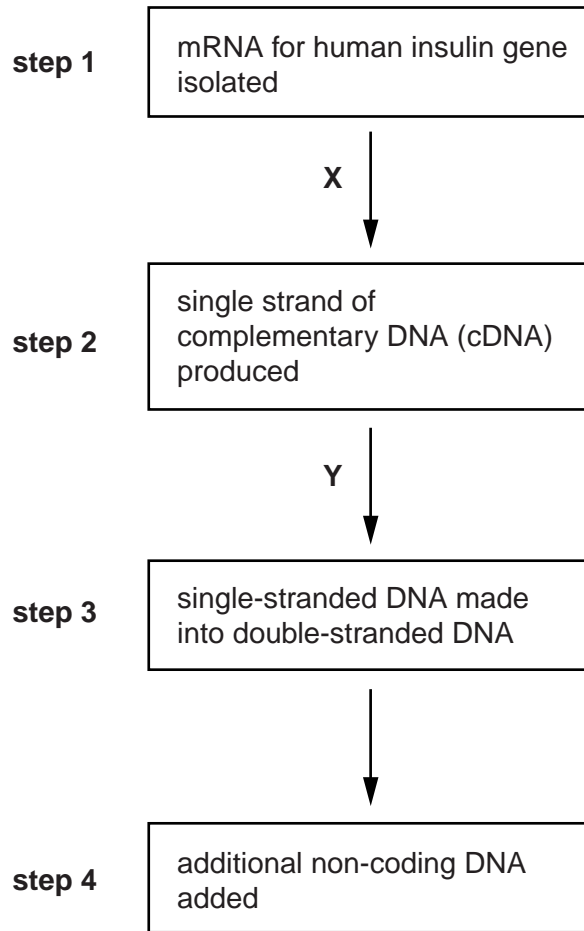 step 1
mRNA for human insulin gene
isolated
X
step 2
single strand of
complementary DNA (cDNA)
produced
Y
step 3
single-stranded DNA made
into double-stranded DNA
step 4
additional non-coding DNA
added